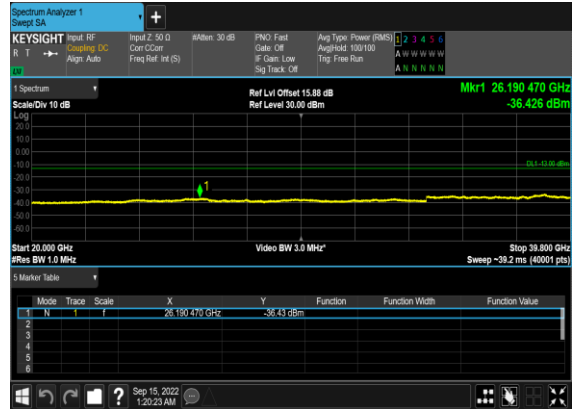 Spectrum Analyzer 1
Swept SA
+
KEYSIGHT
R T
LV
Input: RF
Coupling: DC
Align: Auto
Input Z: 50 Ω
Corr CCorr
Freq Ref: Int (S)
#Atten: 30 dB
PNO: Fast
Gate: Off
IF Gain: Low
Sig Track: Off
Avg Type: Power (RMS)
Avg|Hold: 100/100
Trig: Free Run
1 2 3 4 5 6
A W W W W W
A N N N N N
1 Spectrum
Scale/Div 10 dB
Ref Lvl Offset 15.88 dB
Ref Level 30.00 dBm
Mkr1 26.190 470 GHz
-36.426 dBm
Log
20.0
10.0
0.00
-10.0
-20.0
-30.0
-40.0
-50.0
-60.0
1
DL1 -13.00 dBm
Start 20.000 GHz
#Res BW 1.0 MHz
Video BW 3.0 MHz*
Stop 39.800 GHz
Sweep ~39.2 ms (40001 pts)
5 Marker Table
Mode Trace Scale X Y Function Function Width Function Value
1 N 1 f 26.190 470 GHz -36.43 dBm
2
3
4
5
6
?
Sep 15, 2022
1:20:23 AM